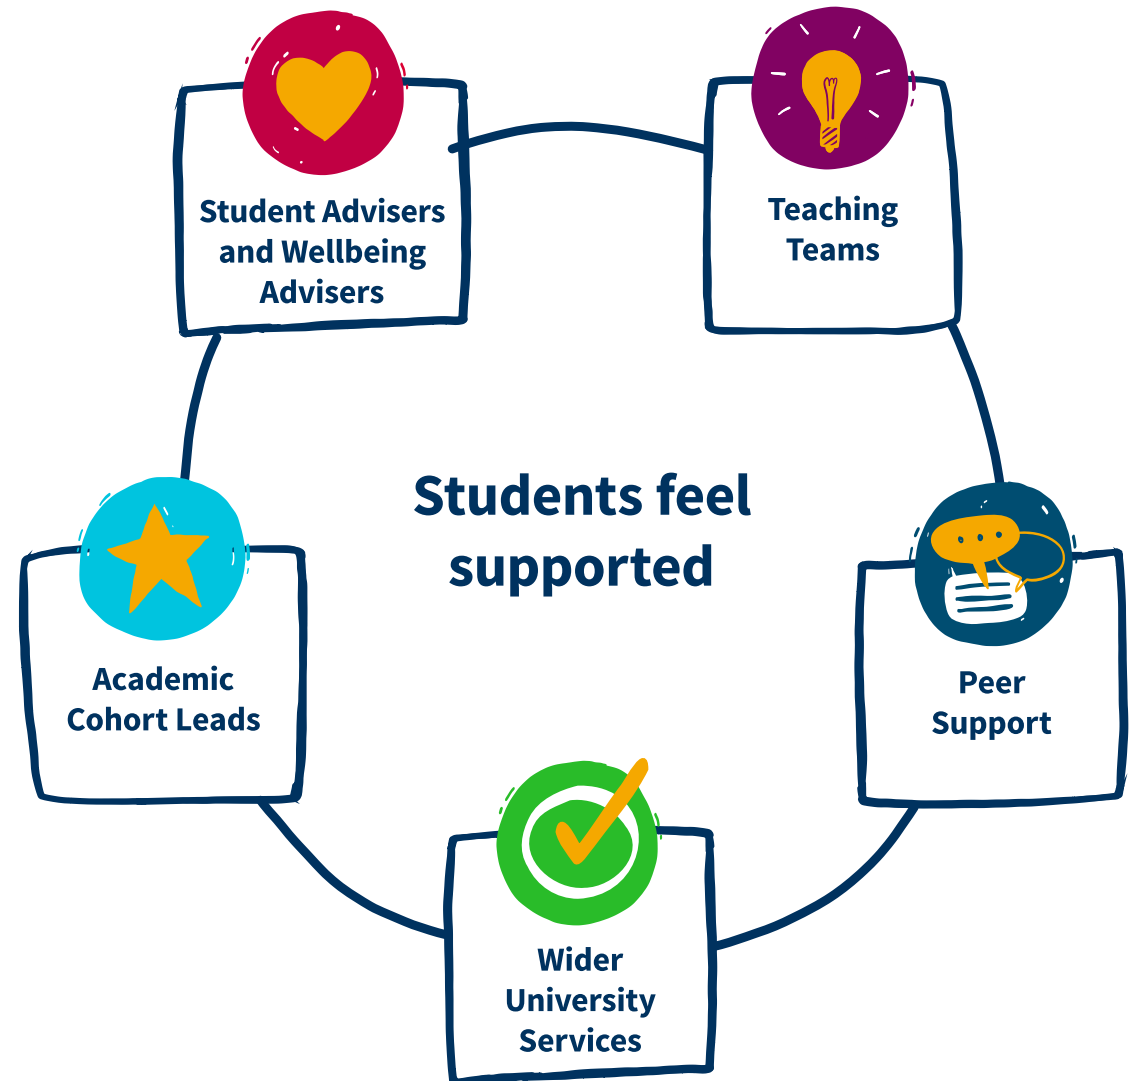 Student Advisers
and Wellbeing
Advisers
Teaching
Teams
Students feel
supported
Academic
Cohort Leads
Peer
Support
Wider
University
Services